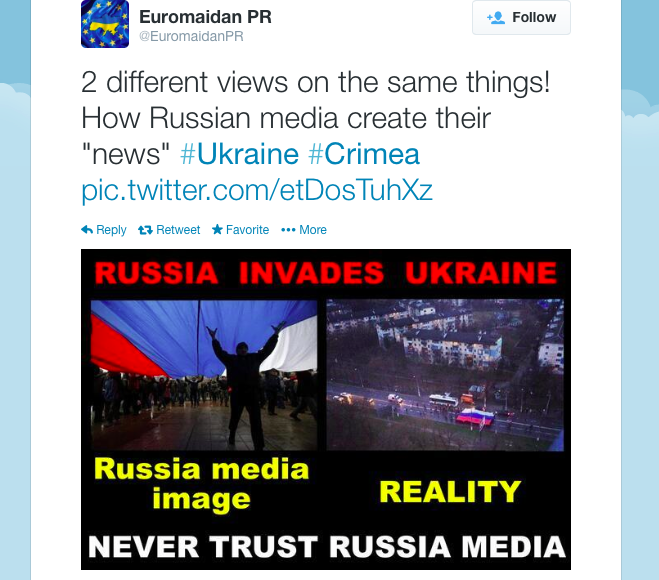 Euromaidan PR
@EuromaidanPR
Follow
2 different views on the same things!
How Russian media create their
"news" #Ukraine #Crimea
pic.twitter.com/etDosTuhXz
Reply Retweet Favorite More
RUSSIA INVADES UKRAINE
Russia media
image
REALITY
NEVER TRUST RUSSIA MEDIA